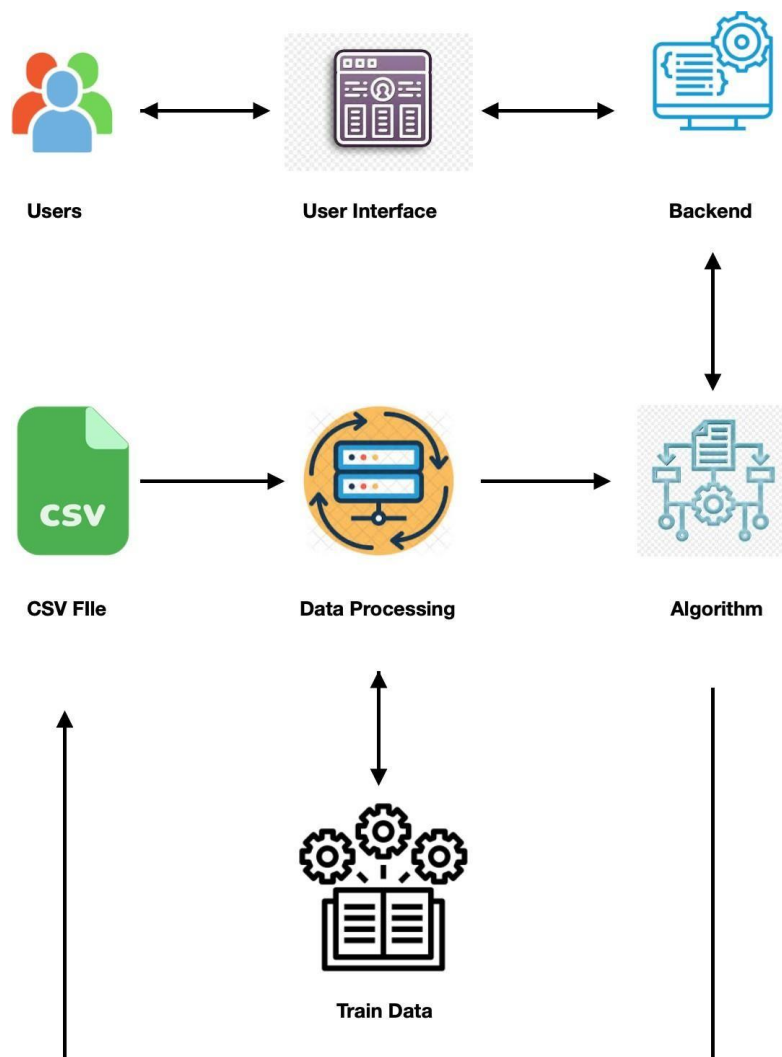 Users
User Interface
Backend
CSV
CSV FIle
Data Processing
Algorithm
Train Data